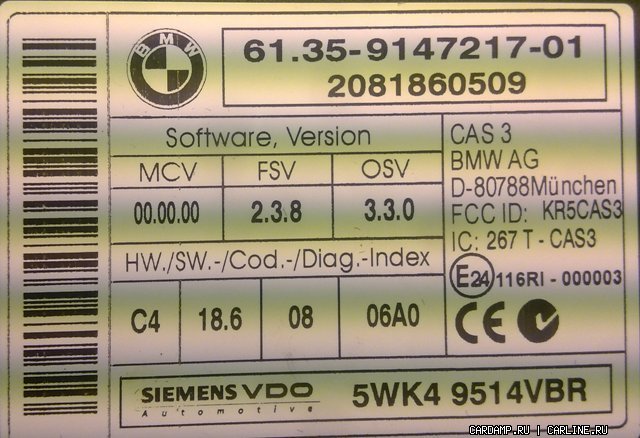 BMW
61.35-9147217-01
2081860509
Software, Version
MCV FSV OSV
00.00.00 2.3.8 3.3.0
HW./SW.-/Cod.-/Diag.-Index
C4 18.6 08 06A0
CAS 3
BMW AG
D-80788München
FCC ID: KR5CAS3
IC: 267 T - CAS3
E24 116RI - 000003
CE
SIEMENS VDO
Automotive
5WK4 9514VBR
CARDAMP.RU | CARLINE.RU